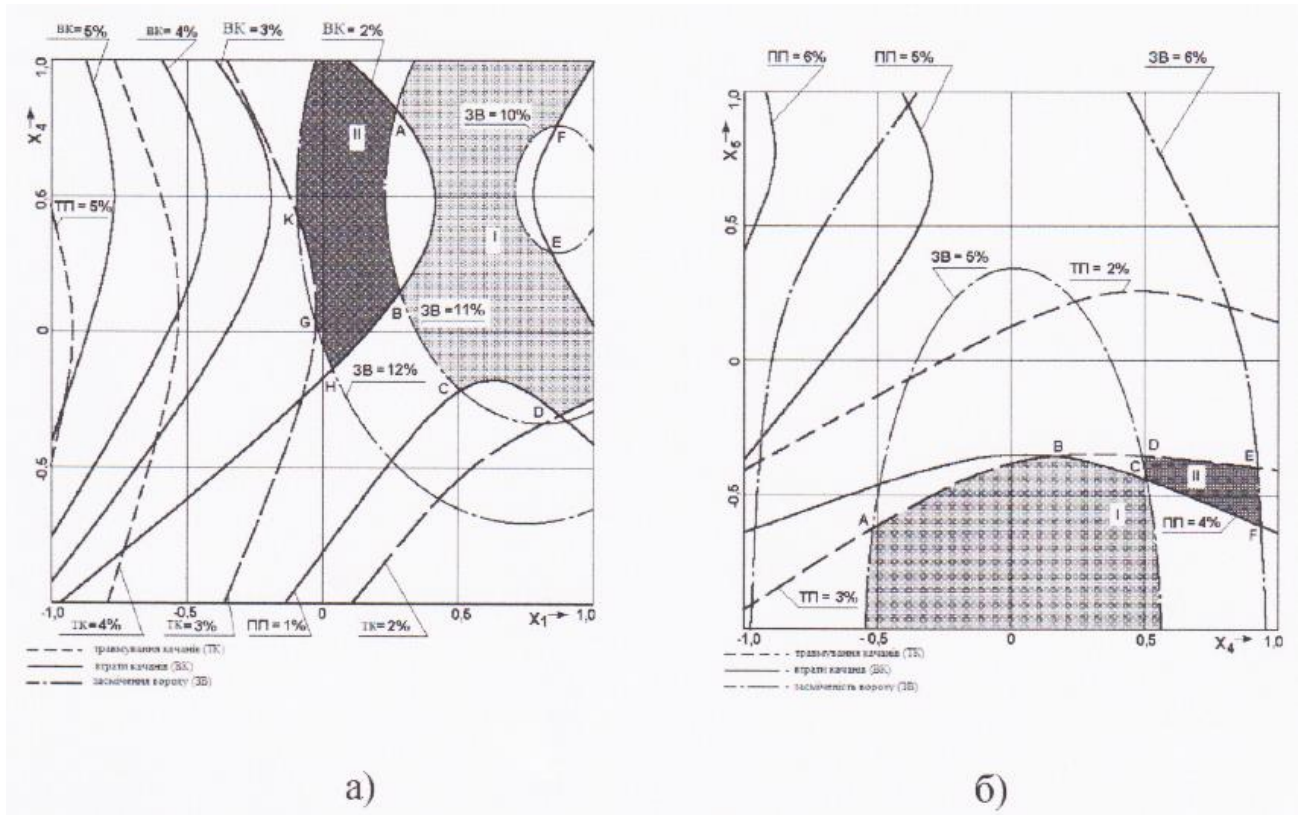 ВК=5%
ВК=4%
ВК=3%
ВК=2%
1,0
X₄
ЗВ = 10%
II
A
F
ТП = 5%
0,5
K
I
E
G
B
0
ЗВ = 11%
H
ЗВ = 12%
C
D
-0,5
-1,0
-0,5
0
0,5
X₁
1,0
ТК=4%
ТК=3%
ПП=1%
ТК=2%
травмування качанів (ТК)
втрати качанів (ВК)
засмічення вороху (ЗВ)
а)
ПП = 6%
ПП = 5%
ЗВ = 6%
1,0
X₅
0,5
ЗВ = 5%
ТП = 2%
0
B
D
E
C
II
-0,5
A
I
ПП = 4%
F
ТП = 3%
-1,0
-0,5
0
0,5
X₄
1,0
травмування качанів (ТК)
втрати качанів (ВК)
засміченість вороху (ЗВ)
б)